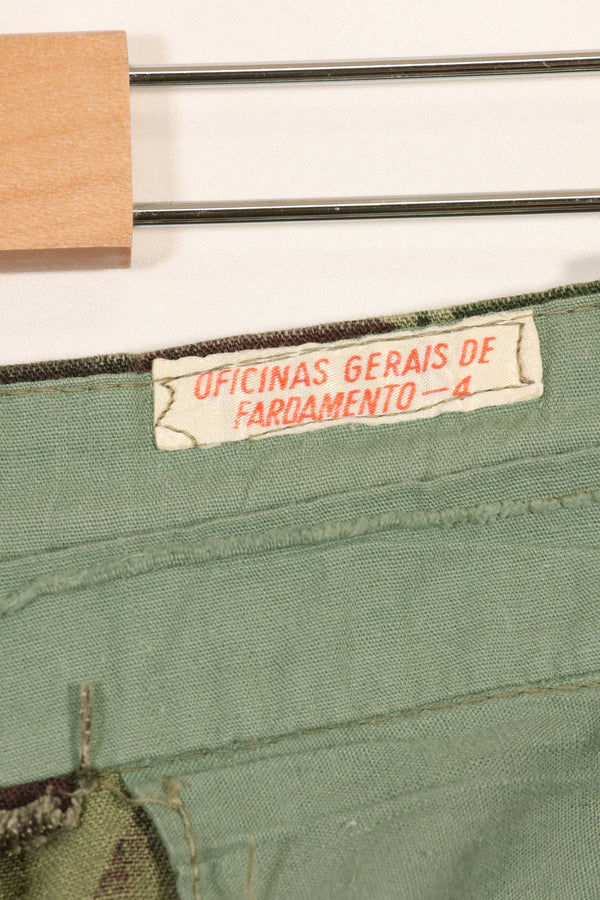 OFICINAS GERAIS DE
FARDAMENTO — 4